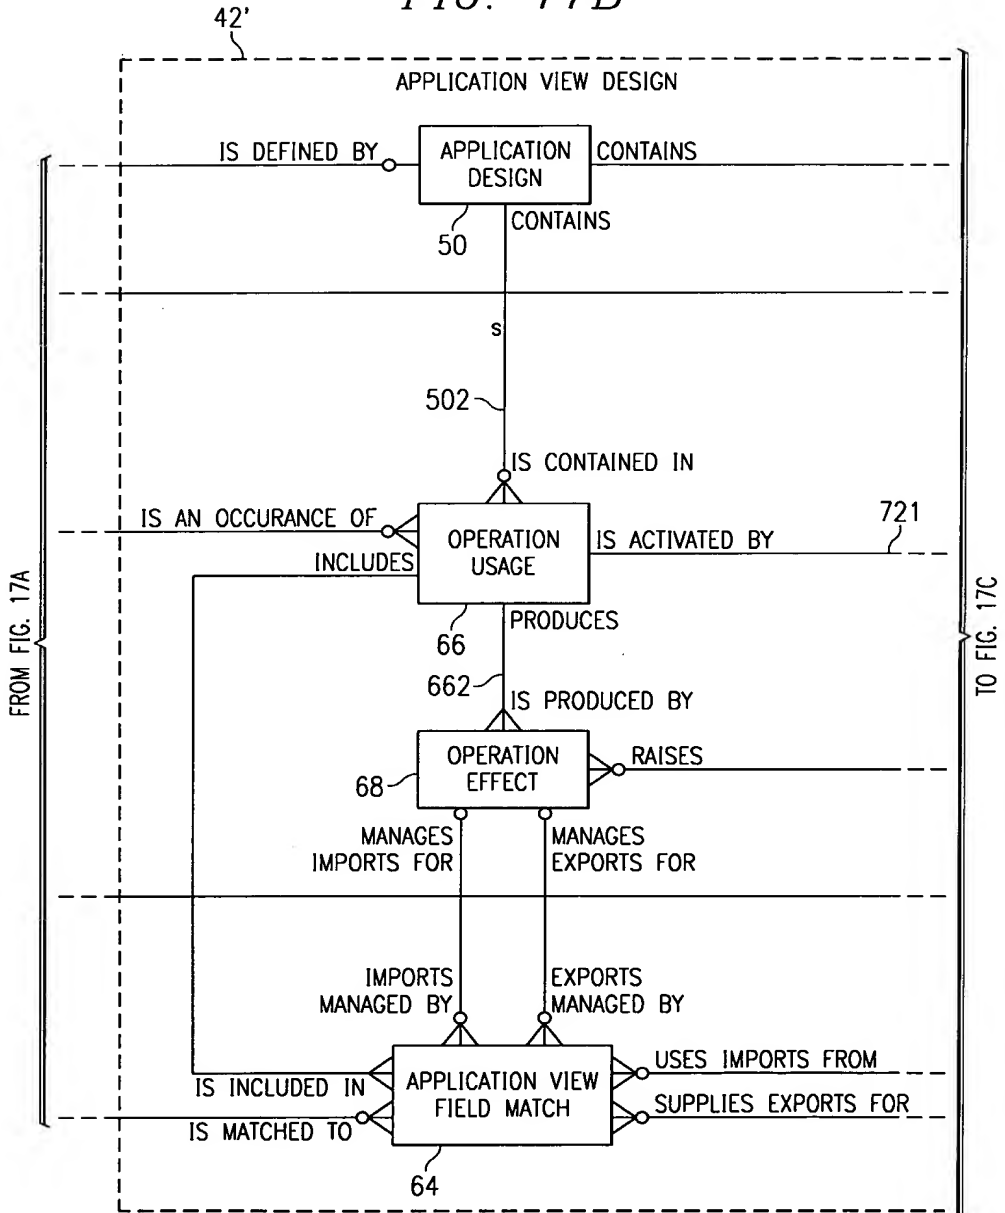 FIG. 17B
42'
APPLICATION VIEW DESIGN
IS DEFINED BY
APPLICATION
DESIGN
CONTAINS
50
CONTAINS
S
502
IS CONTAINED IN
IS AN OCCURANCE OF
OPERATION
USAGE
IS ACTIVATED BY
721
INCLUDES
66
PRODUCES
662
IS PRODUCED BY
OPERATION
EFFECT
RAISES
68
MANAGES
IMPORTS FOR
MANAGES
EXPORTS FOR
IMPORTS
MANAGED BY
EXPORTS
MANAGED BY
APPLICATION VIEW
FIELD MATCH
USES IMPORTS FROM
IS INCLUDED IN
SUPPLIES EXPORTS FOR
IS MATCHED TO
64
FROM FIG. 17A
TO FIG. 17C